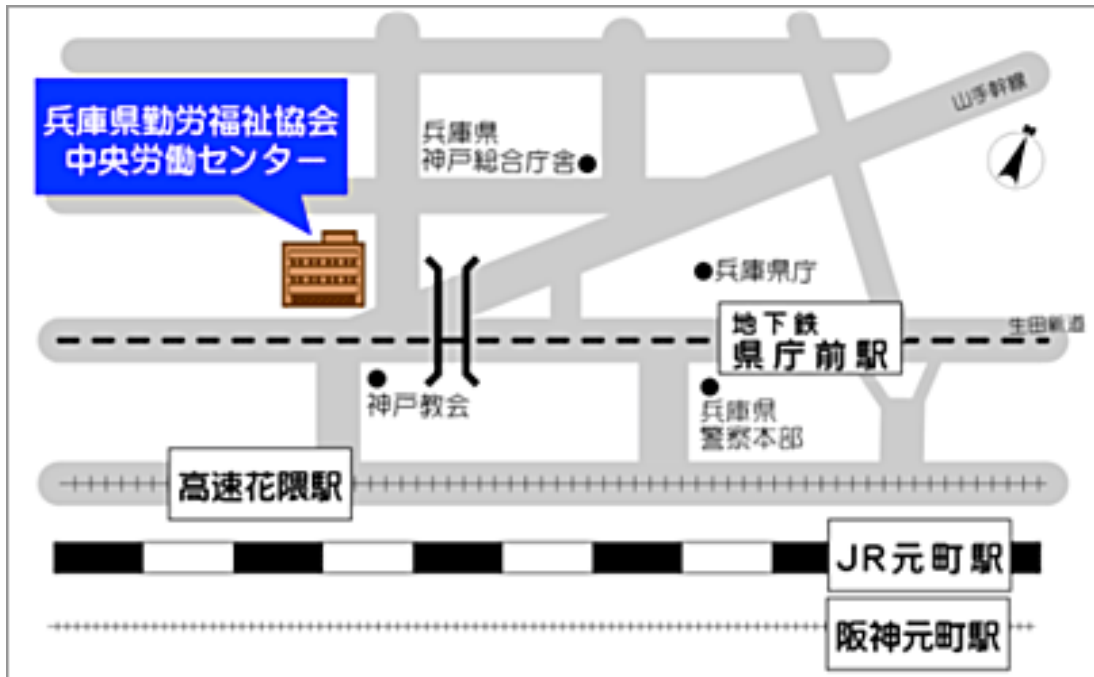 兵庫県勤労福祉協会
中央労働センター
山手幹線
兵庫県
神戸総合庁舎
兵庫県庁
地下鉄
県庁前駅
生田新道
神戸教会
兵庫県
警察本部
高速花隈駅
JR元町駅
阪神元町駅